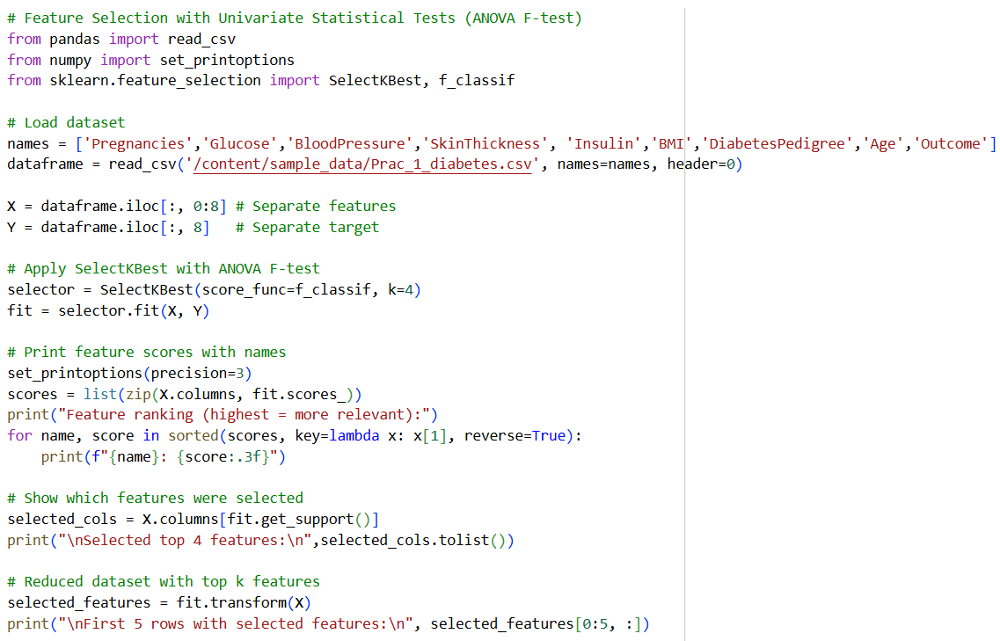 # Feature Selection with Univariate Statistical Tests (ANOVA F-test)
from pandas import read_csv
from numpy import set_printoptions
from sklearn.feature_selection import SelectKBest, f_classif

# Load dataset
names = ['Pregnancies','Glucose','BloodPressure','SkinThickness', 'Insulin','BMI','DiabetesPedigree','Age','Outcome']
dataframe = read_csv('/content/sample_data/Prac_1_diabetes.csv', names=names, header=0)

X = dataframe.iloc[:, 0:8] # Separate features
Y = dataframe.iloc[:, 8]  # Separate target

# Apply SelectKBest with ANOVA F-test
selector = SelectKBest(score_func=f_classif, k=4)
fit = selector.fit(X, Y)

# Print feature scores with names
set_printoptions(precision=3)
scores = list(zip(X.columns, fit.scores_))
print("Feature ranking (highest = more relevant):")
for name, score in sorted(scores, key=lambda x: x[1], reverse=True):
    print(f"{name}: {score:.3f}")

# Show which features were selected
selected_cols = X.columns[fit.get_support()]
print("\nSelected top 4 features:\n",selected_cols.tolist())

# Reduced dataset with top k features
selected_features = fit.transform(X)
print("\nFirst 5 rows with selected features:\n", selected_features[0:5, :])